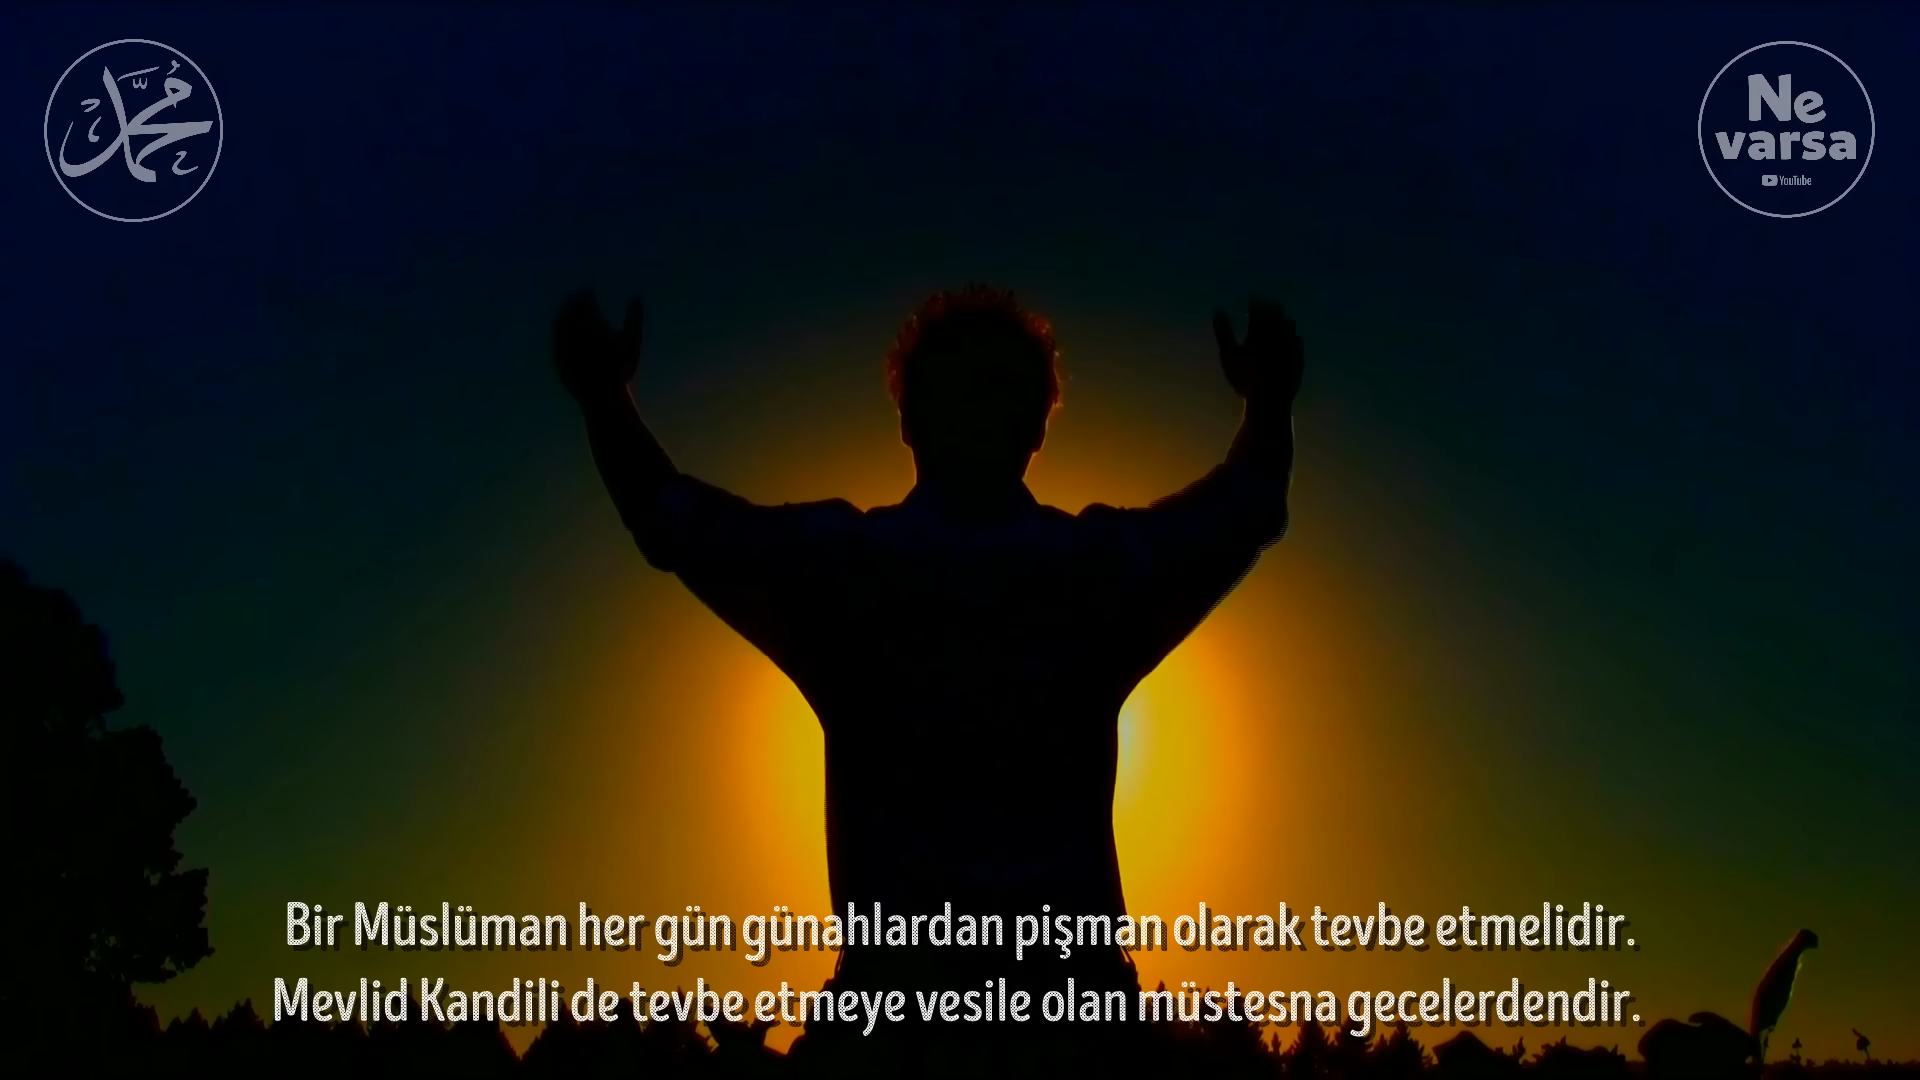 مُحَمَّد
Ne
varsa
YouTube
Bir Müslüman her gün günahlardan pişman olarak tevbe etmelidir.
Mevlid Kandili de tevbe etmeye vesile olan müstesna gecelerdendir.